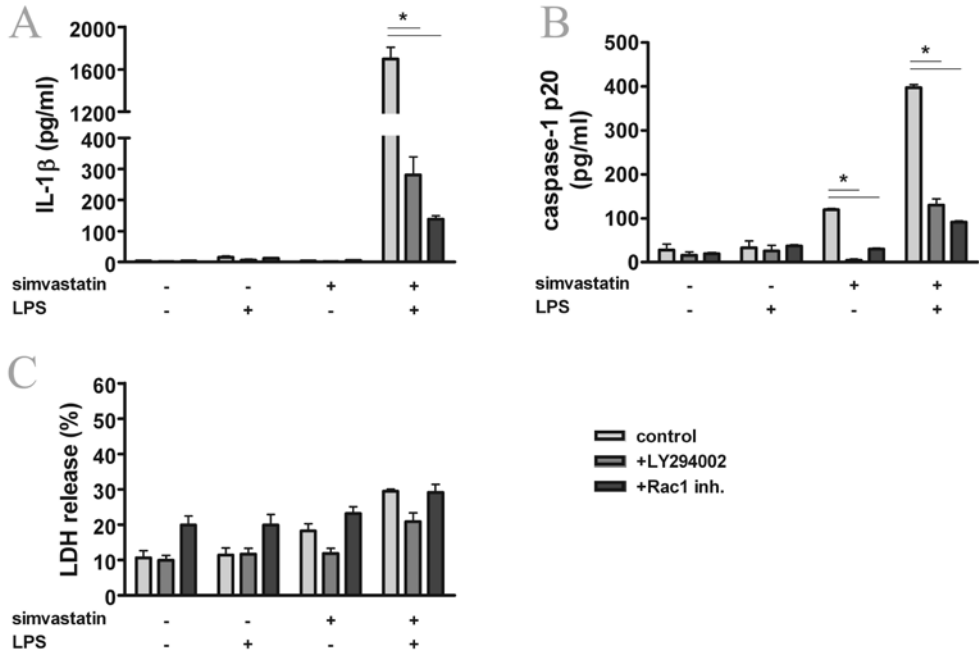 A
IL-1β (pg/ml)
2000
1600
1200
400
300
200
100
0
*
simvastatin - - + +
LPS - + - +
B
caspase-1 p20
(pg/ml)
500
400
300
200
100
0
*
*
simvastatin - - + +
LPS - + - +
C
LDH release (%)
60
50
40
30
20
10
0
simvastatin - - + +
LPS - + - +
control
+LY294002
+Rac1 inh.